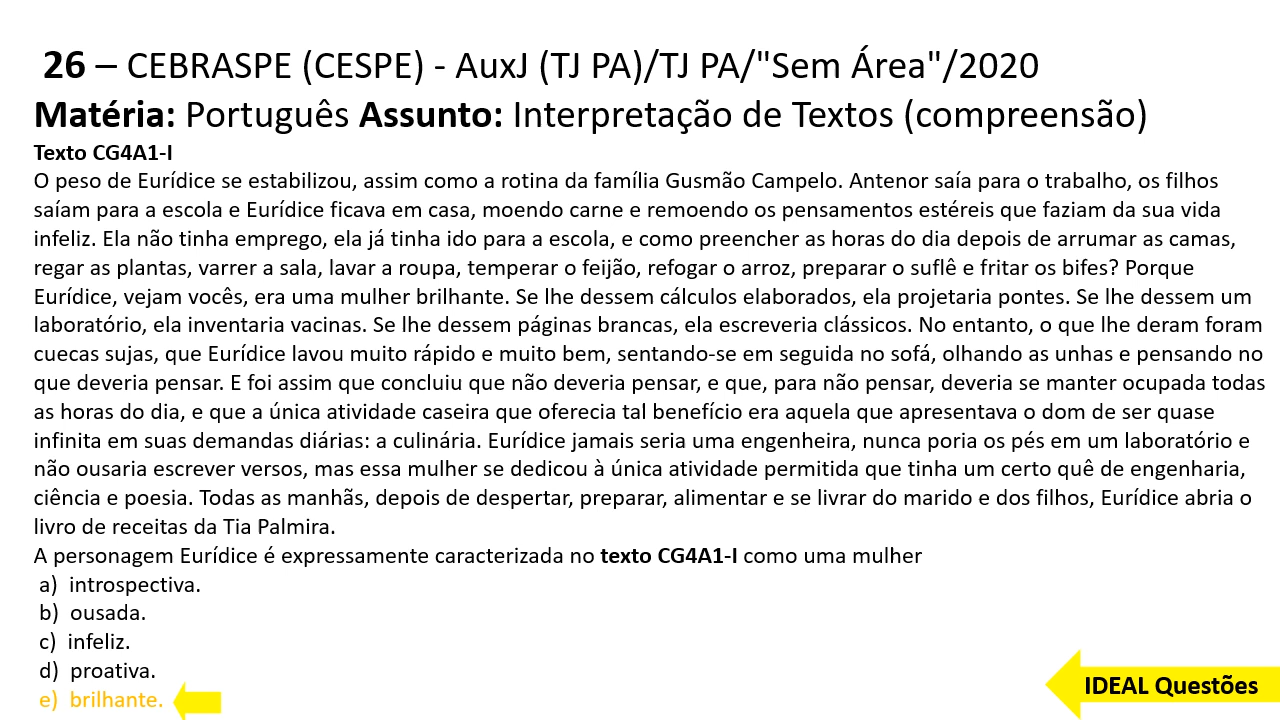 26 – CEBRASPE (CESPE) - AuxJ (TJ PA)/TJ PA/"Sem Área"/2020
Matéria: Português Assunto: Interpretação de Textos (compreensão)
Texto CG4A1-I
O peso de Eurídice se estabilizou, assim como a rotina da família Gusmão Campelo. Antenor saía para o trabalho, os filhos
saíam para a escola e Eurídice ficava em casa, moendo carne e remoendo os pensamentos estéreis que faziam da sua vida
infeliz. Ela não tinha emprego, ela já tinha ido para a escola, e como preencher as horas do dia depois de arrumar as camas,
regar as plantas, varrer a sala, lavar a roupa, temperar o feijão, refogar o arroz, preparar o suflê e fritar os bifes? Porque
Eurídice, vejam vocês, era uma mulher brilhante. Se lhe dessem cálculos elaborados, ela projetaria pontes. Se lhe dessem um
laboratório, ela inventaria vacinas. Se lhe dessem páginas brancas, ela escreveria clássicos. No entanto, o que lhe deram foram
cuecas sujas, que Eurídice lavou muito rápido e muito bem, sentando-se em seguida no sofá, olhando as unhas e pensando no
que deveria pensar. E foi assim que concluiu que não deveria pensar, e que, para não pensar, deveria se manter ocupada todas
as horas do dia, e que a única atividade caseira que oferecia tal benefício era aquela que apresentava o dom de ser quase
infinita em suas demandas diárias: a culinária. Eurídice jamais seria uma engenheira, nunca poria os pés em um laboratório e
não ousaria escrever versos, mas essa mulher se dedicou à única atividade permitida que tinha um certo quê de engenharia,
ciência e poesia. Todas as manhãs, depois de despertar, preparar, alimentar e se livrar do marido e dos filhos, Eurídice abria o
livro de receitas da Tia Palmira.
A personagem Eurídice é expressamente caracterizada no texto CG4A1-I como uma mulher
a) introspectiva.
b) ousada.
c) infeliz.
d) proativa.
e) brilhante.
IDEAL Questões